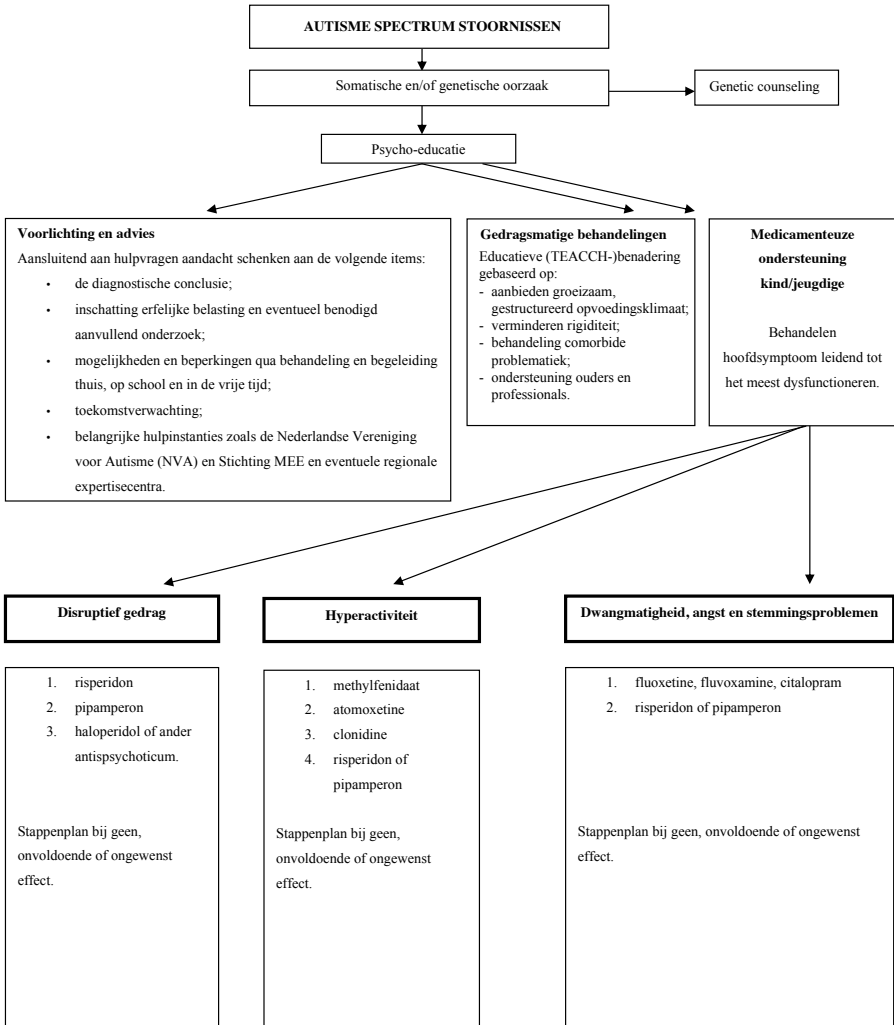 AUTISME SPECTRUM STOORNISSEN
Somatische en/of genetische oorzaak
Genetic counseling
Psycho-educatie
Voorlichting en advies
Aansluitend aan hulpvragen aandacht schenken aan de volgende items:
• de diagnostische conclusie;
• inschatting erfelijke belasting en eventueel benodigd
aanvullend onderzoek;
• mogelijkheden en beperkingen qua behandeling en begeleiding
thuis, op school en in de vrije tijd;
• toekomstverwachting;
• belangrijke hulpinstanties zoals de Nederlandse Vereniging
voor Autisme (NVA) en Stichting MEE en eventuele regionale
expertisecentra.
Gedragsmatige behandelingen
Educatieve (TEACCH-)benadering
gebaseerd op:
- aanbieden groeizaam,
gestructureerd opvoedingsklimaat;
- verminderen rigiditeit;
- behandeling comorbide
problematiek;
- ondersteuning ouders en
professionals.
Medicamenteuze
ondersteuning
kind/jeugdige
Behandelen
hoofdsymptoom leidend tot
het meest dysfunctioneren.
Disruptief gedrag
1. risperidon
2. pipamperon
3. haloperidol of ander
antispsychoticum.
Stappenplan bij geen,
onvoldoende of ongewenst
effect.
Hyperactiviteit
1. methylfenidaat
2. atomoxetine
3. clonidine
4. risperidon of
pipamperon
Stappenplan bij geen,
onvoldoende of ongewenst
effect.
Dwangmatigheid, angst en stemmingsproblemen
1. fluoxetine, fluvoxamine, citalopram
2. risperidon of pipamperon
Stappenplan bij geen, onvoldoende of ongewenst
effect.